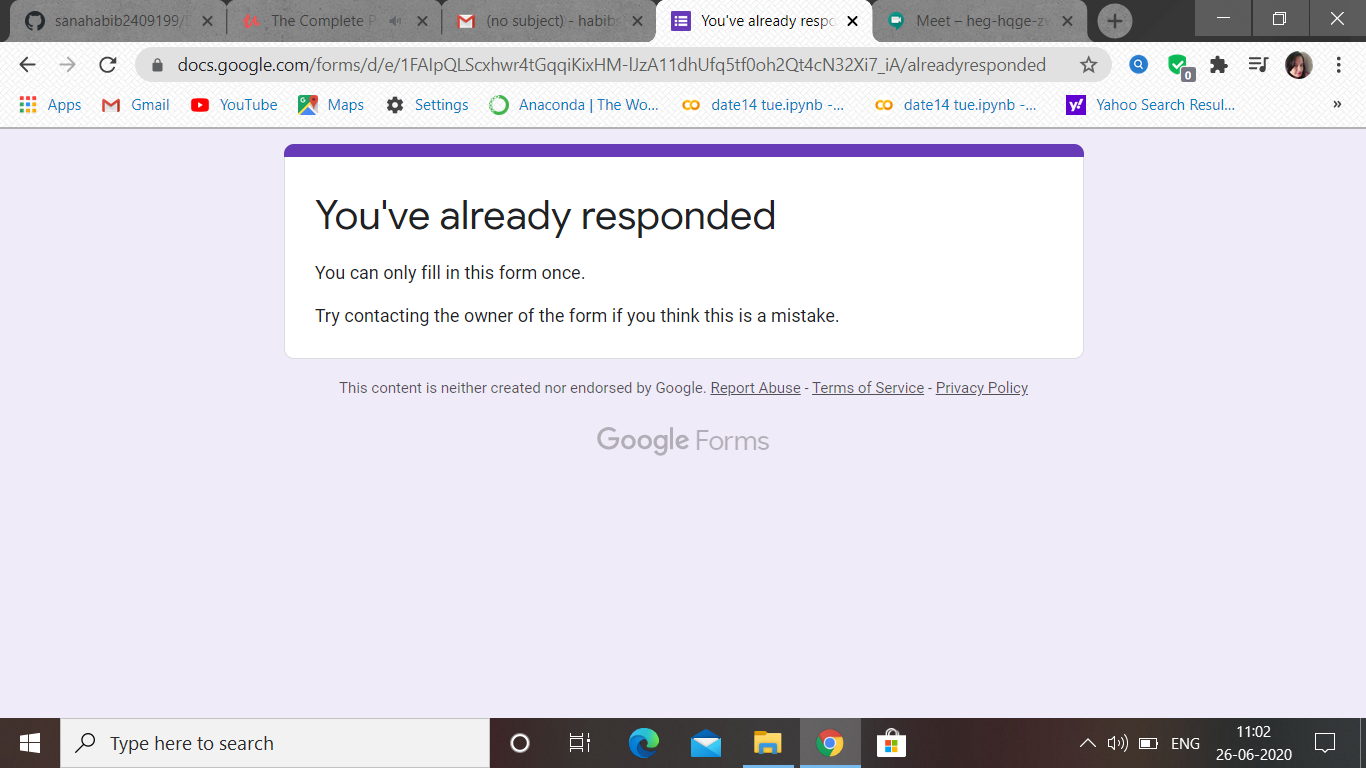 sanahabib2409199/
The Complete
(no subject) - habib
You've already respo
Meet – heg-hqge-zw
docs.google.com/forms/d/e/1FAIpQLScxhwr4tGqqiKixHM-lJzA11dhUfq5tf0oh2Qt4cN32Xi7_iA/alreadyresponded
0
Apps
Gmail
YouTube
Maps
Settings
Anaconda | The Wo...
date14 tue.ipynb -...
date14 tue.ipynb -...
Yahoo Search Resul...
»
You've already responded
You can only fill in this form once.
Try contacting the owner of the form if you think this is a mistake.
This content is neither created nor endorsed by Google. Report Abuse - Terms of Service - Privacy Policy
Google Forms
Type here to search
ENG
11:02
26-06-2020